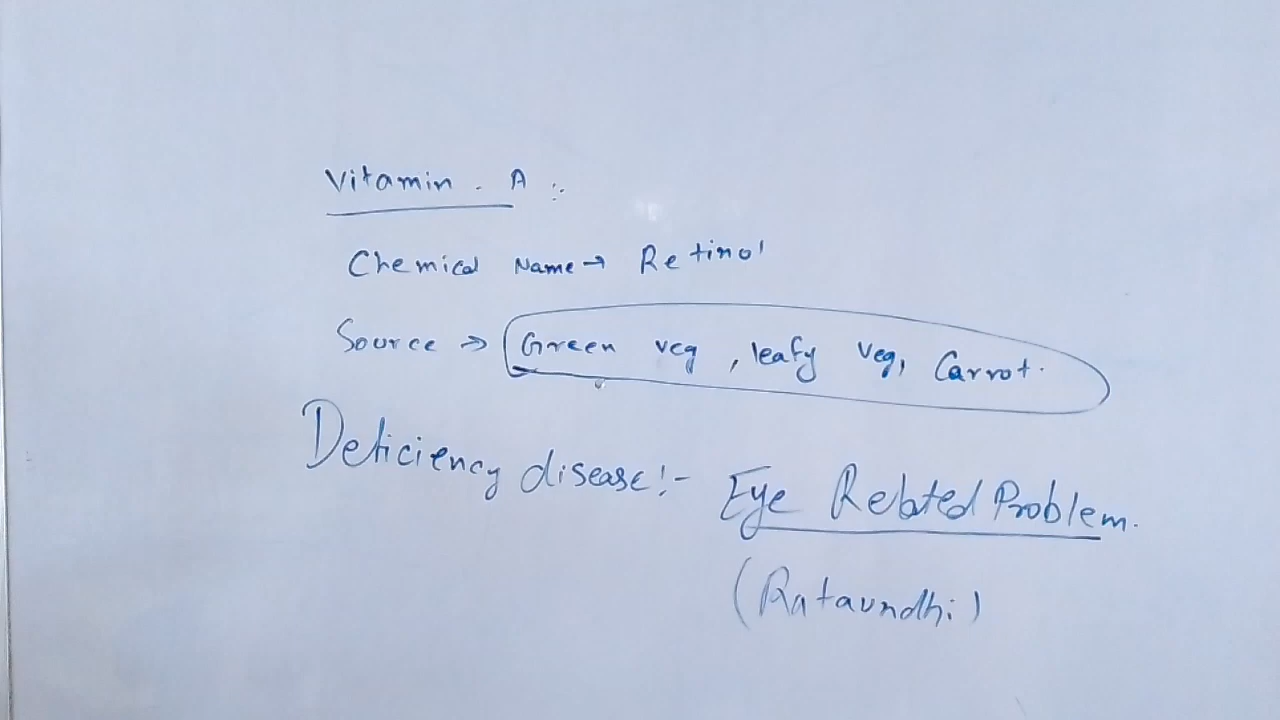 Vitamin - A :-
Chemical Name → Retinol
Source → Green veg, leafy veg, Carrot.
Deficiency disease:- Eye Related Problem.
(Rataundhi)